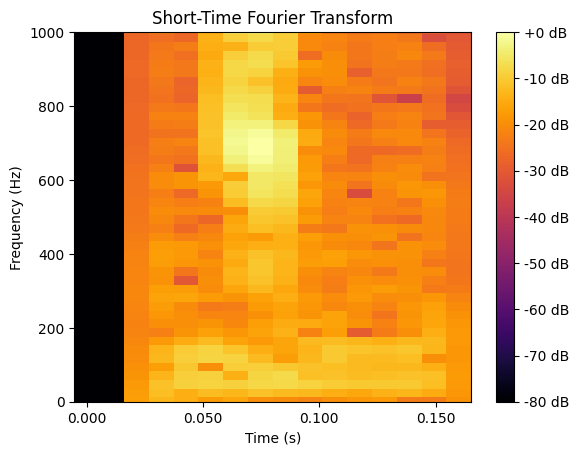 Short-Time Fourier Transform
1000
800
600
400
200
0
Frequency (Hz)
0.000
0.050
0.100
0.150
Time (s)
+0 dB
-10 dB
-20 dB
-30 dB
-40 dB
-50 dB
-60 dB
-70 dB
-80 dB